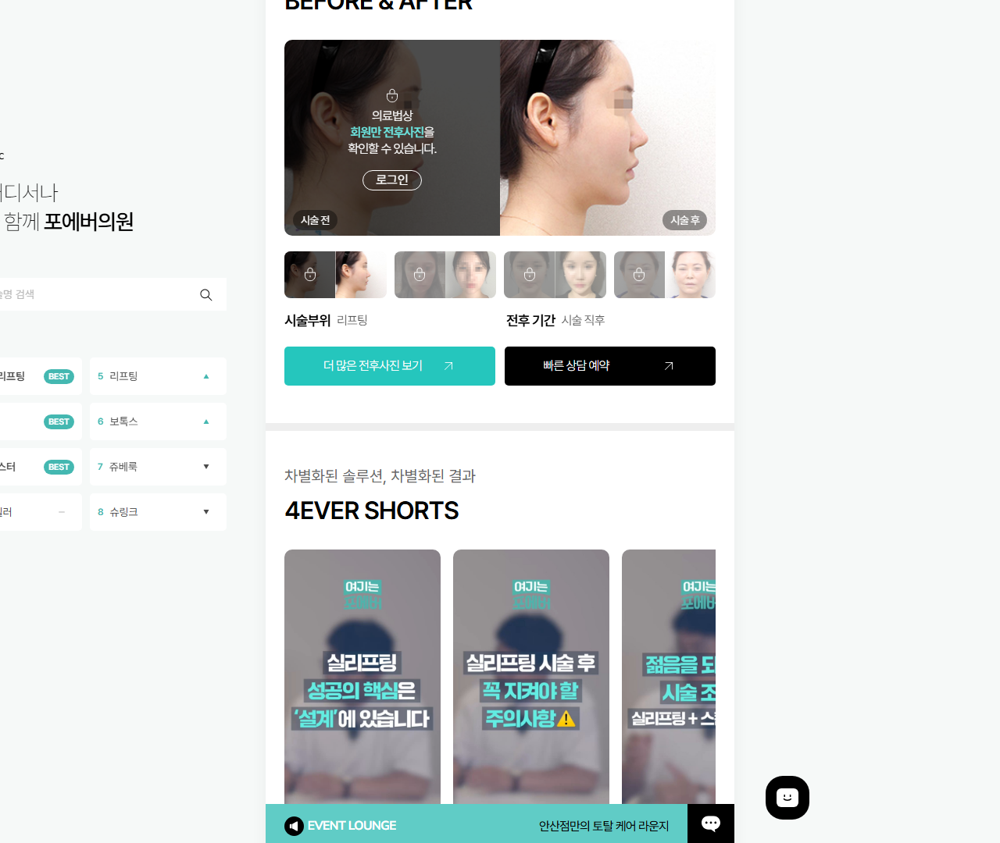 BEFORE & AFTER
의료법상
회원만 전후사진을
확인할 수 있습니다.
로그인
시술 전
시술 후
시술부위 리프팅
전후 기간 시술 직후
더 많은 전후사진 보기
빠른 상담 예약
차별화된 솔루션, 차별화된 결과
4EVER SHORTS
여기는
포에버
실리프팅
성공의 핵심은
‘설계’에 있습니다
여기는
포에버
실리프팅 시술 후
꼭 지켜야 할
주의사항⚠
여기는
포에버
젊음을
시술 조
실리프팅 + 스
EVENT LOUNGE
안산점만의 토탈 케어 라운지
c
디서나
함께 포에버의원
술명 검색
리프팅 BEST
BEST
스터 BEST
러
5 리프팅
6 보톡스
7 쥬베룩
8 슈링크